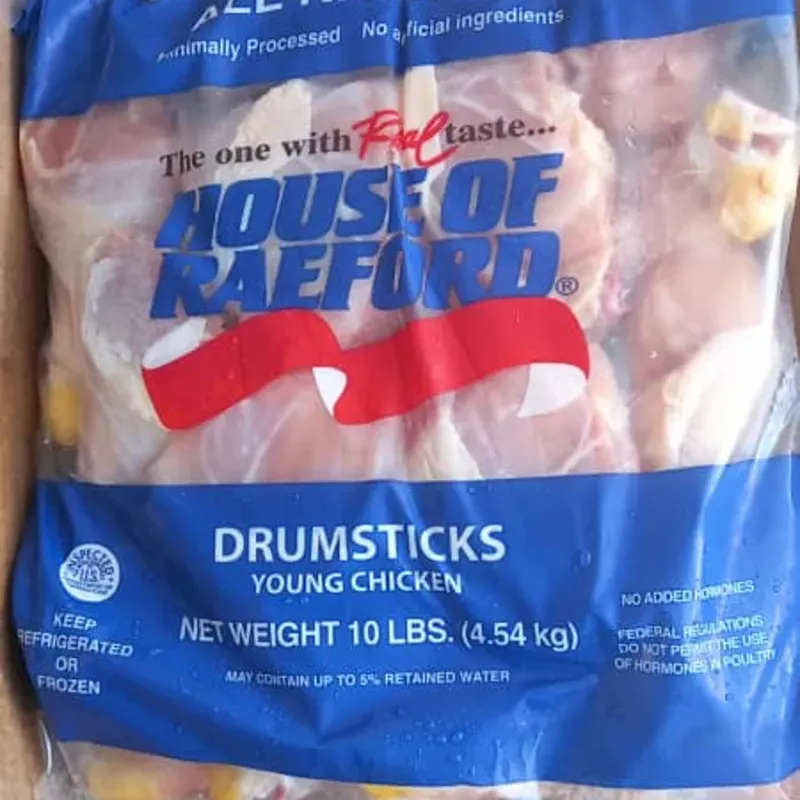 ALL
Minimally Processed No artificial ingredients
The one with Real taste...
HOUSE OF
RAEFORD®
DRUMSTICKS
YOUNG CHICKEN
NET WEIGHT 10 LBS. (4.54 kg)
MAY CONTAIN UP TO 5% RETAINED WATER
INSPECTED
U.S.
KEEP
REFRIGERATED
OR
FROZEN
NO ADDED HORMONES
FEDERAL REGULATIONS
DO NOT PERMIT THE USE
OF HORMONES IN POULTRY